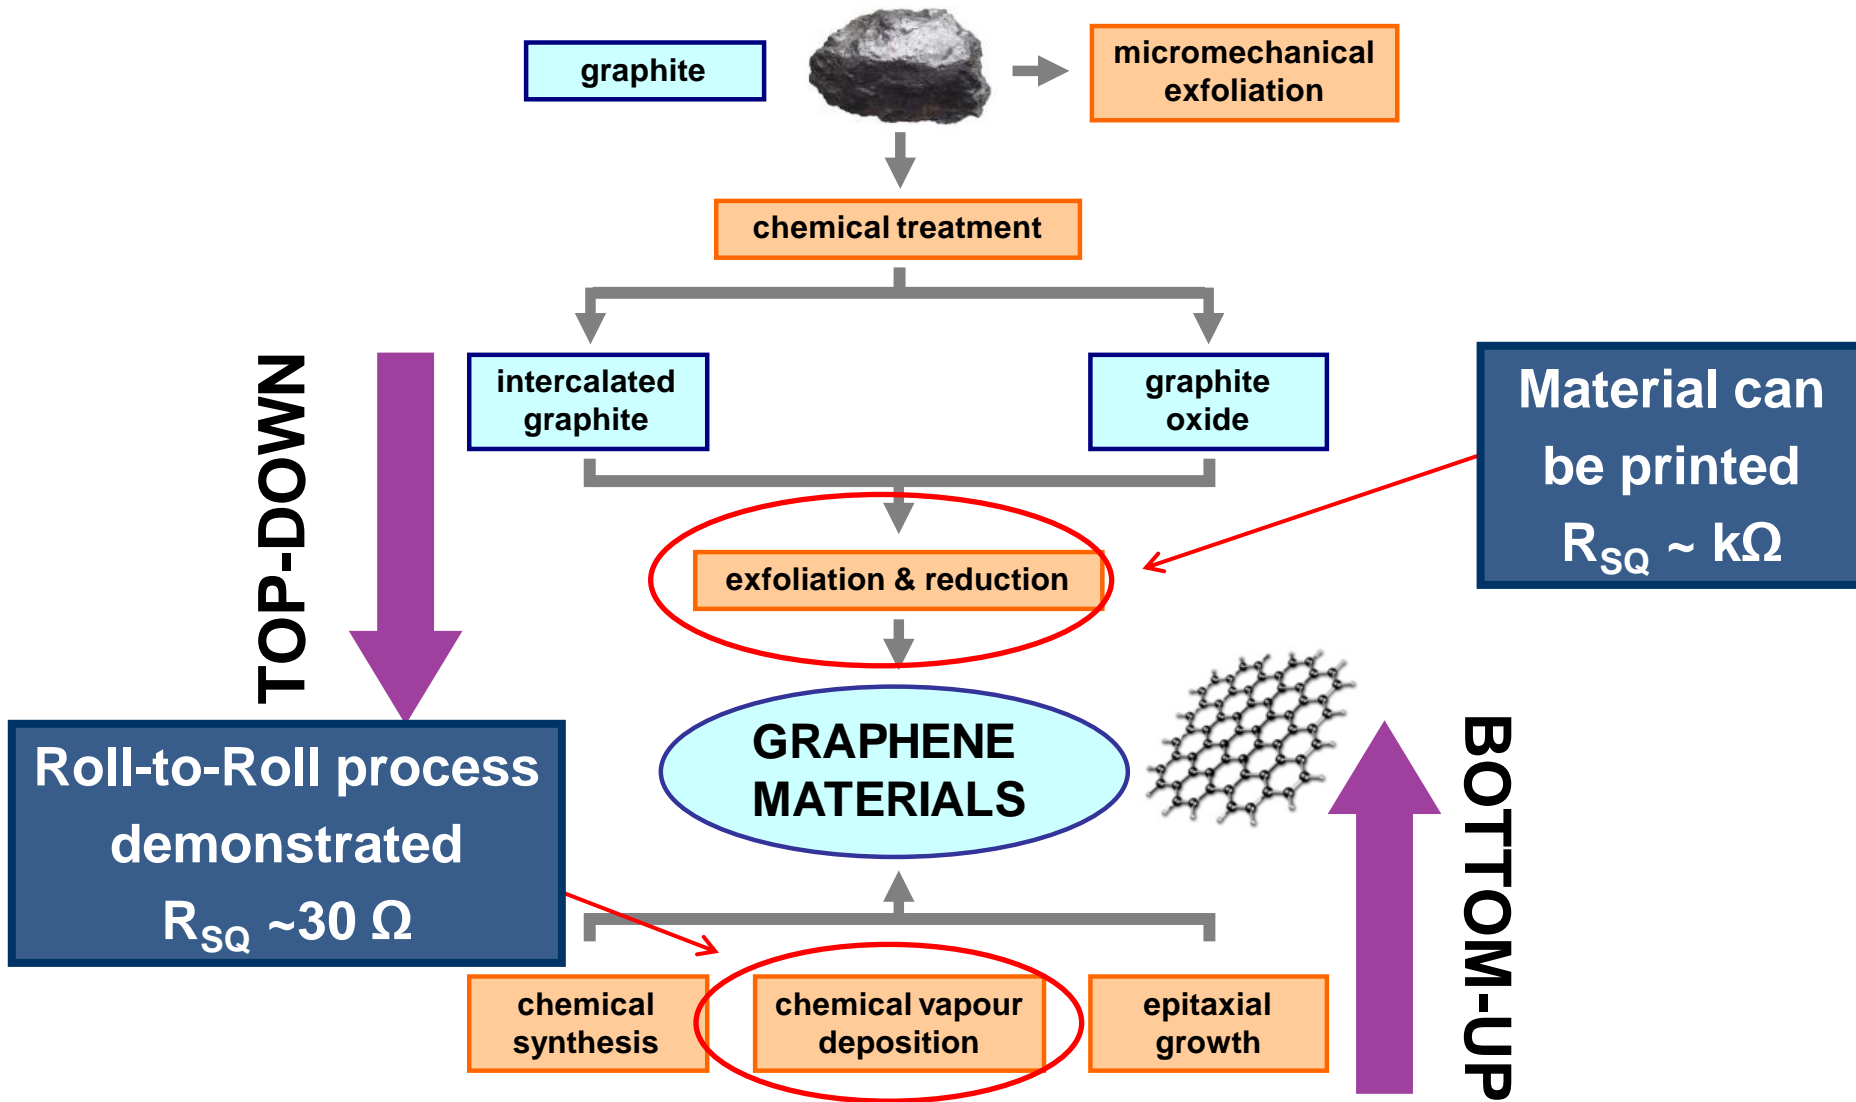 graphite
micromechanical
exfoliation
chemical treatment
intercalated
graphite
graphite
oxide
TOP-DOWN
Material can
be printed
RSQ ~ kΩ
exfoliation & reduction
GRAPHENE
MATERIALS
Roll-to-Roll process
demonstrated
RSQ ~30 Ω
BOTTOM-UP
chemical
synthesis
chemical vapour
deposition
epitaxial
growth